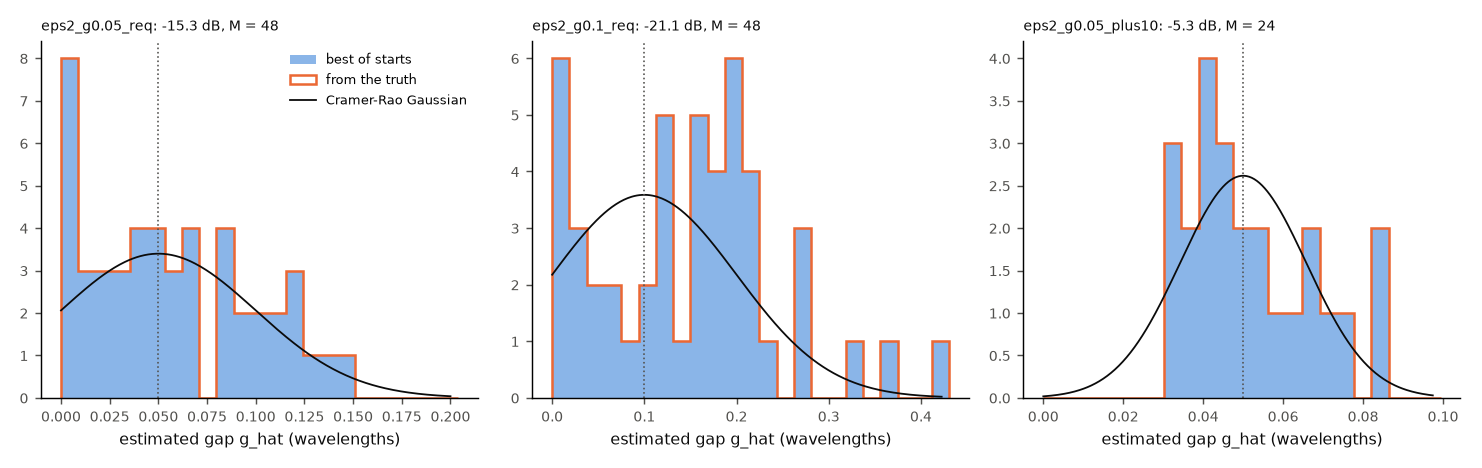 eps2_g0.05_req: -15.3 dB, M = 48
8
7
6
5
4
3
2
1
0
best of starts
from the truth
Cramer-Rao Gaussian
0.000 0.025 0.050 0.075 0.100 0.125 0.150 0.175 0.200
estimated gap g_hat (wavelengths)
eps2_g0.1_req: -21.1 dB, M = 48
6
5
4
3
2
1
0
0.0 0.1 0.2 0.3 0.4
estimated gap g_hat (wavelengths)
eps2_g0.05_plus10: -5.3 dB, M = 24
4.0
3.5
3.0
2.5
2.0
1.5
1.0
0.5
0.0
0.00 0.02 0.04 0.06 0.08 0.10
estimated gap g_hat (wavelengths)